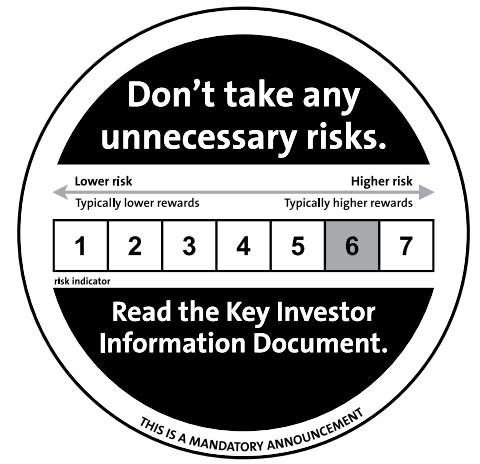 Don't take any
unnecessary risks.
Lower risk Higher risk
Typically lower rewards Typically higher rewards
1 2 3 4 5 6 7
risk indicator
Read the Key Investor
Information Document.
THIS IS A MANDATORY ANNOUNCEMENT